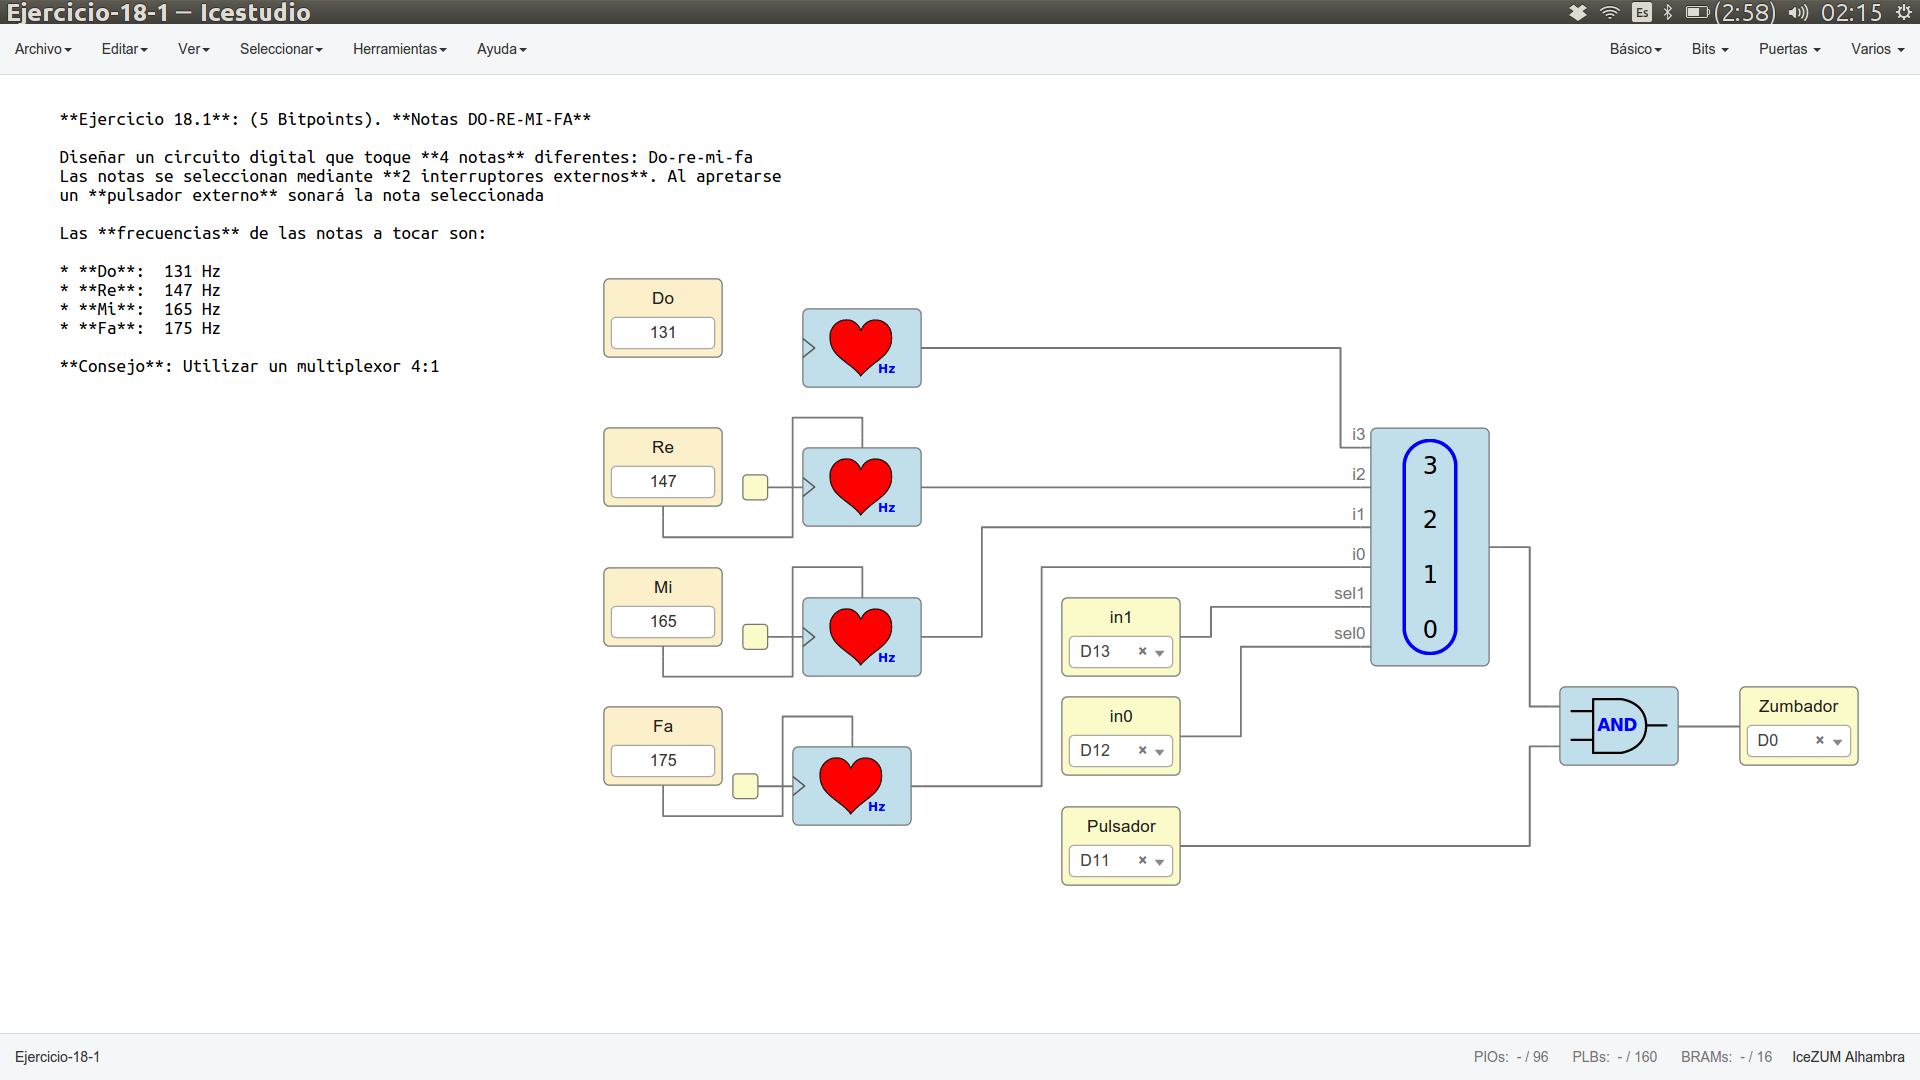 Ejercicio-18-1 — Icestudio
Es (2:58) 02:15
Archivo Editar Ver Seleccionar Herramientas Ayuda Básico Bits Puertas Varios
**Ejercicio 18.1**: (5 Bitpoints). **Notas DO-RE-MI-FA**
Diseñar un circuito digital que toque **4 notas** diferentes: Do-re-mi-fa
Las notas se seleccionan mediante **2 interruptores externos**. Al apretarse
un **pulsador externo** sonará la nota seleccionada
Las **frecuencias** de las notas a tocar son:
* **Do**: 131 Hz
* **Re**: 147 Hz
* **Mi**: 165 Hz
* **Fa**: 175 Hz
**Consejo**: Utilizar un multiplexor 4:1
Do
131
Hz
Re
147
Hz
Mi
165
Hz
Fa
175
Hz
i3
i2
i1
i0
sel1
sel0
3
2
1
0
in1
D13 ×
in0
D12 ×
Pulsador
D11 ×
AND
Zumbador
D0 ×
Ejercicio-18-1 PIOs: - / 96 PLBs: - / 160 BRAMs: - / 16 IceZUM Alhambra